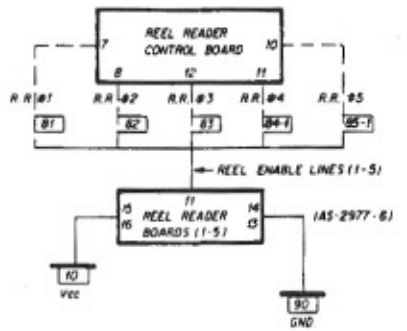 REEL READER
CONTROL BOARD
7 10
8 12 11
R.R #1 R.R #2 R.R. #3 R.R. #4 R.R. #5
81 82 83 84-1 85-1
REEL ENABLE LINES (1-5)
11
15 14
REEL READER
16 13
BOARDS (1-5)
(AS-2977-6)
10
Vcc
90
GND